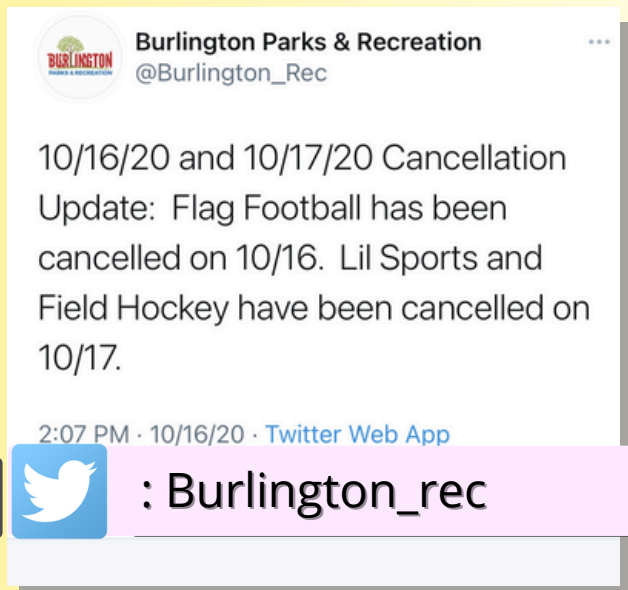 BURLINGTON
PARKS & RECREATION
Burlington Parks & Recreation
@Burlington_Rec
10/16/20 and 10/17/20 Cancellation
Update:  Flag Football has been
cancelled on 10/16.  Lil Sports and
Field Hockey have been cancelled on
10/17.
2:07 PM · 10/16/20 · Twitter Web App
: Burlington_rec